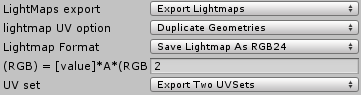 LightMaps export Export Lightmaps
lightmap UV option Duplicate Geometries
Lightmap Format Save Lightmap As RGB24
(RGB) = [value]*A*(RGB 2
UV set Export Two UVSets